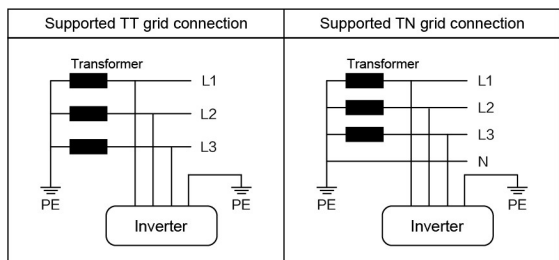 Supported TT grid connection
Transformer
L1
L2
L3
PE
PE
Inverter
Supported TN grid connection
Transformer
L1
L2
L3
N
PE
PE
Inverter